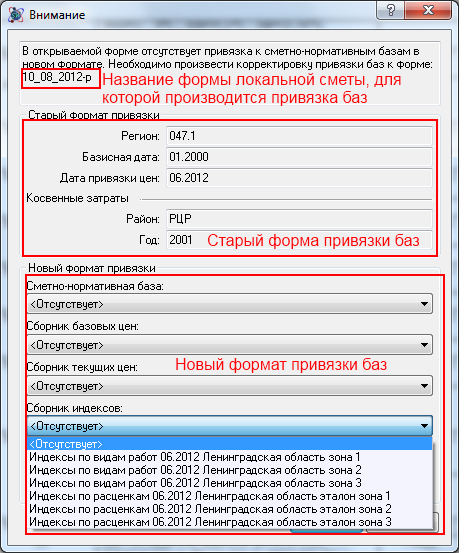 Внимание
В открываемой форме отсутствует привязка к сметно-нормативным базам в
новом формате. Необходимо произвести корректировку привязки баз к форме:
10_08_2012-р
Название формы локальной сметы, для
которой производится привязка баз
Старый формат привязки
Регион: 047.1
Базисная дата: 01.2000
Дата привязки цен: 06.2012
Косвенные затраты
Район: РЦР
Год: 2001
Старый форма привязки баз
Новый формат привязки
Сметно-нормативная база:
<Отсутствует>
Сборник базовых цен:
<Отсутствует>
Сборник текущих цен:
Новый формат привязки баз
<Отсутствует>
Сборник индексов:
<Отсутствует>
<Отсутствует>
Индексы по видам работ 06.2012 Ленинградская область зона 1
Индексы по видам работ 06.2012 Ленинградская область зона 2
Индексы по видам работ 06.2012 Ленинградская область зона 3
Индексы по расценкам 06.2012 Ленинградская область эталон зона 1
Индексы по расценкам 06.2012 Ленинградская область эталон зона 2
Индексы по расценкам 06.2012 Ленинградская область эталон зона 3